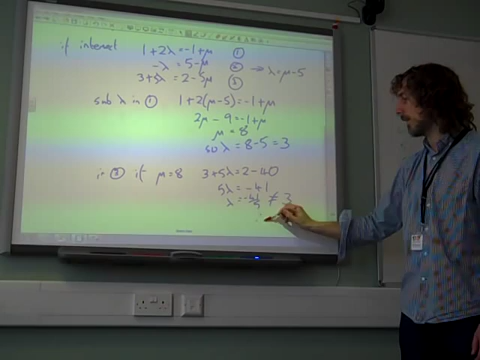 if intersect 1 + 2λ = -1 + μ ①
-λ = 5 - μ ② ⇒ λ = μ - 5
3 + 5λ = 2 - 5μ ③
sub λ in ① 1 + 2(μ - 5) = -1 + μ
2μ - 9 = -1 + μ
μ = 8
so λ = 8 - 5 = 3
in ③ if μ = 8 3 + 5λ = 2 - 40
5λ = -41
λ = -41/5 ≠ 3